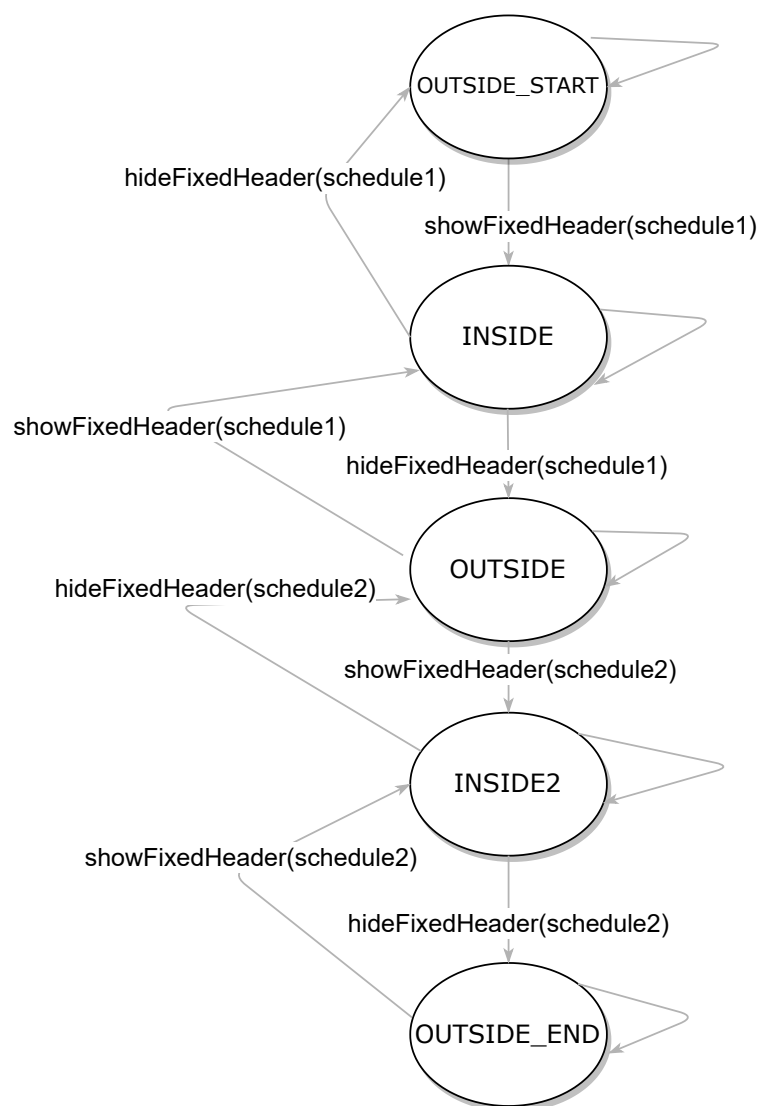 OUTSIDE_START
hideFixedHeader(schedule1)
showFixedHeader(schedule1)
INSIDE
showFixedHeader(schedule1)
hideFixedHeader(schedule1)
OUTSIDE
hideFixedHeader(schedule2)
showFixedHeader(schedule2)
INSIDE2
showFixedHeader(schedule2)
hideFixedHeader(schedule2)
OUTSIDE_END